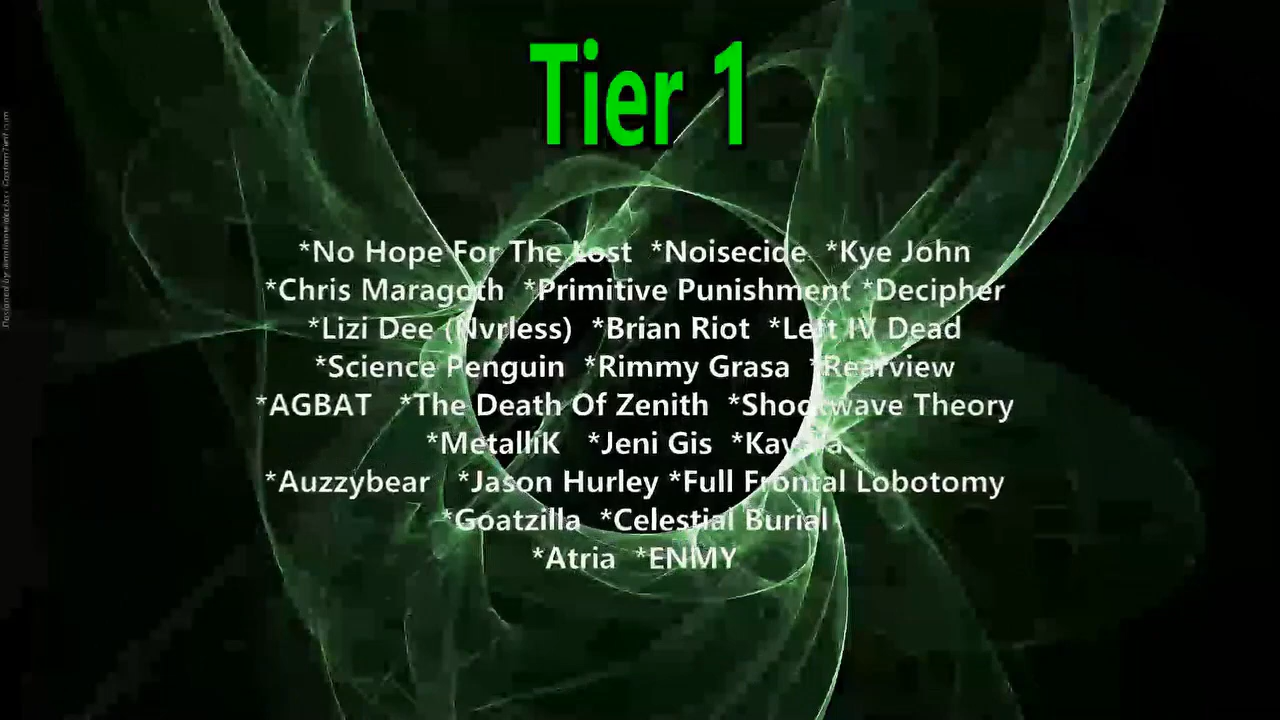 Tier 1
*No Hope For The Lost *Noisecide *Kye John
*Chris Maragoth *Primitive Punishment *Decipher
*Lizi Dee (Nvrless) *Brian Riot *Left IV Dead
*Science Penguin *Rimmy Grasa *Rearview
*AGBAT *The Death Of Zenith *Shockwave Theory
*MetalliK *Jeni Gis
*Auzzybear *Jason Hurley *Full Frontal Lobotomy
*Goatzilla *Celestial Burial
*Atria *ENMY